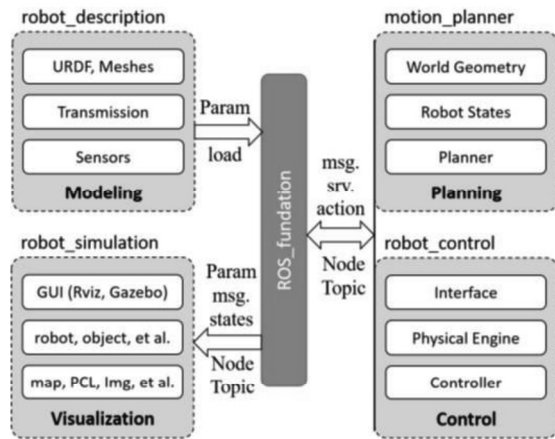 robot_description
URDF, Meshes
Transmission
Sensors
Modeling
Param
load
robot_simulation
GUI (Rviz, Gazebo)
robot, object, et al.
map, PCL, Img, et al.
Visualization
Param
msg.
states
Node
Topic
ROS_fundation
msg.
srv.
action
Node
Topic
motion_planner
World Geometry
Robot States
Planner
Planning
robot_control
Interface
Physical Engine
Controller
Control